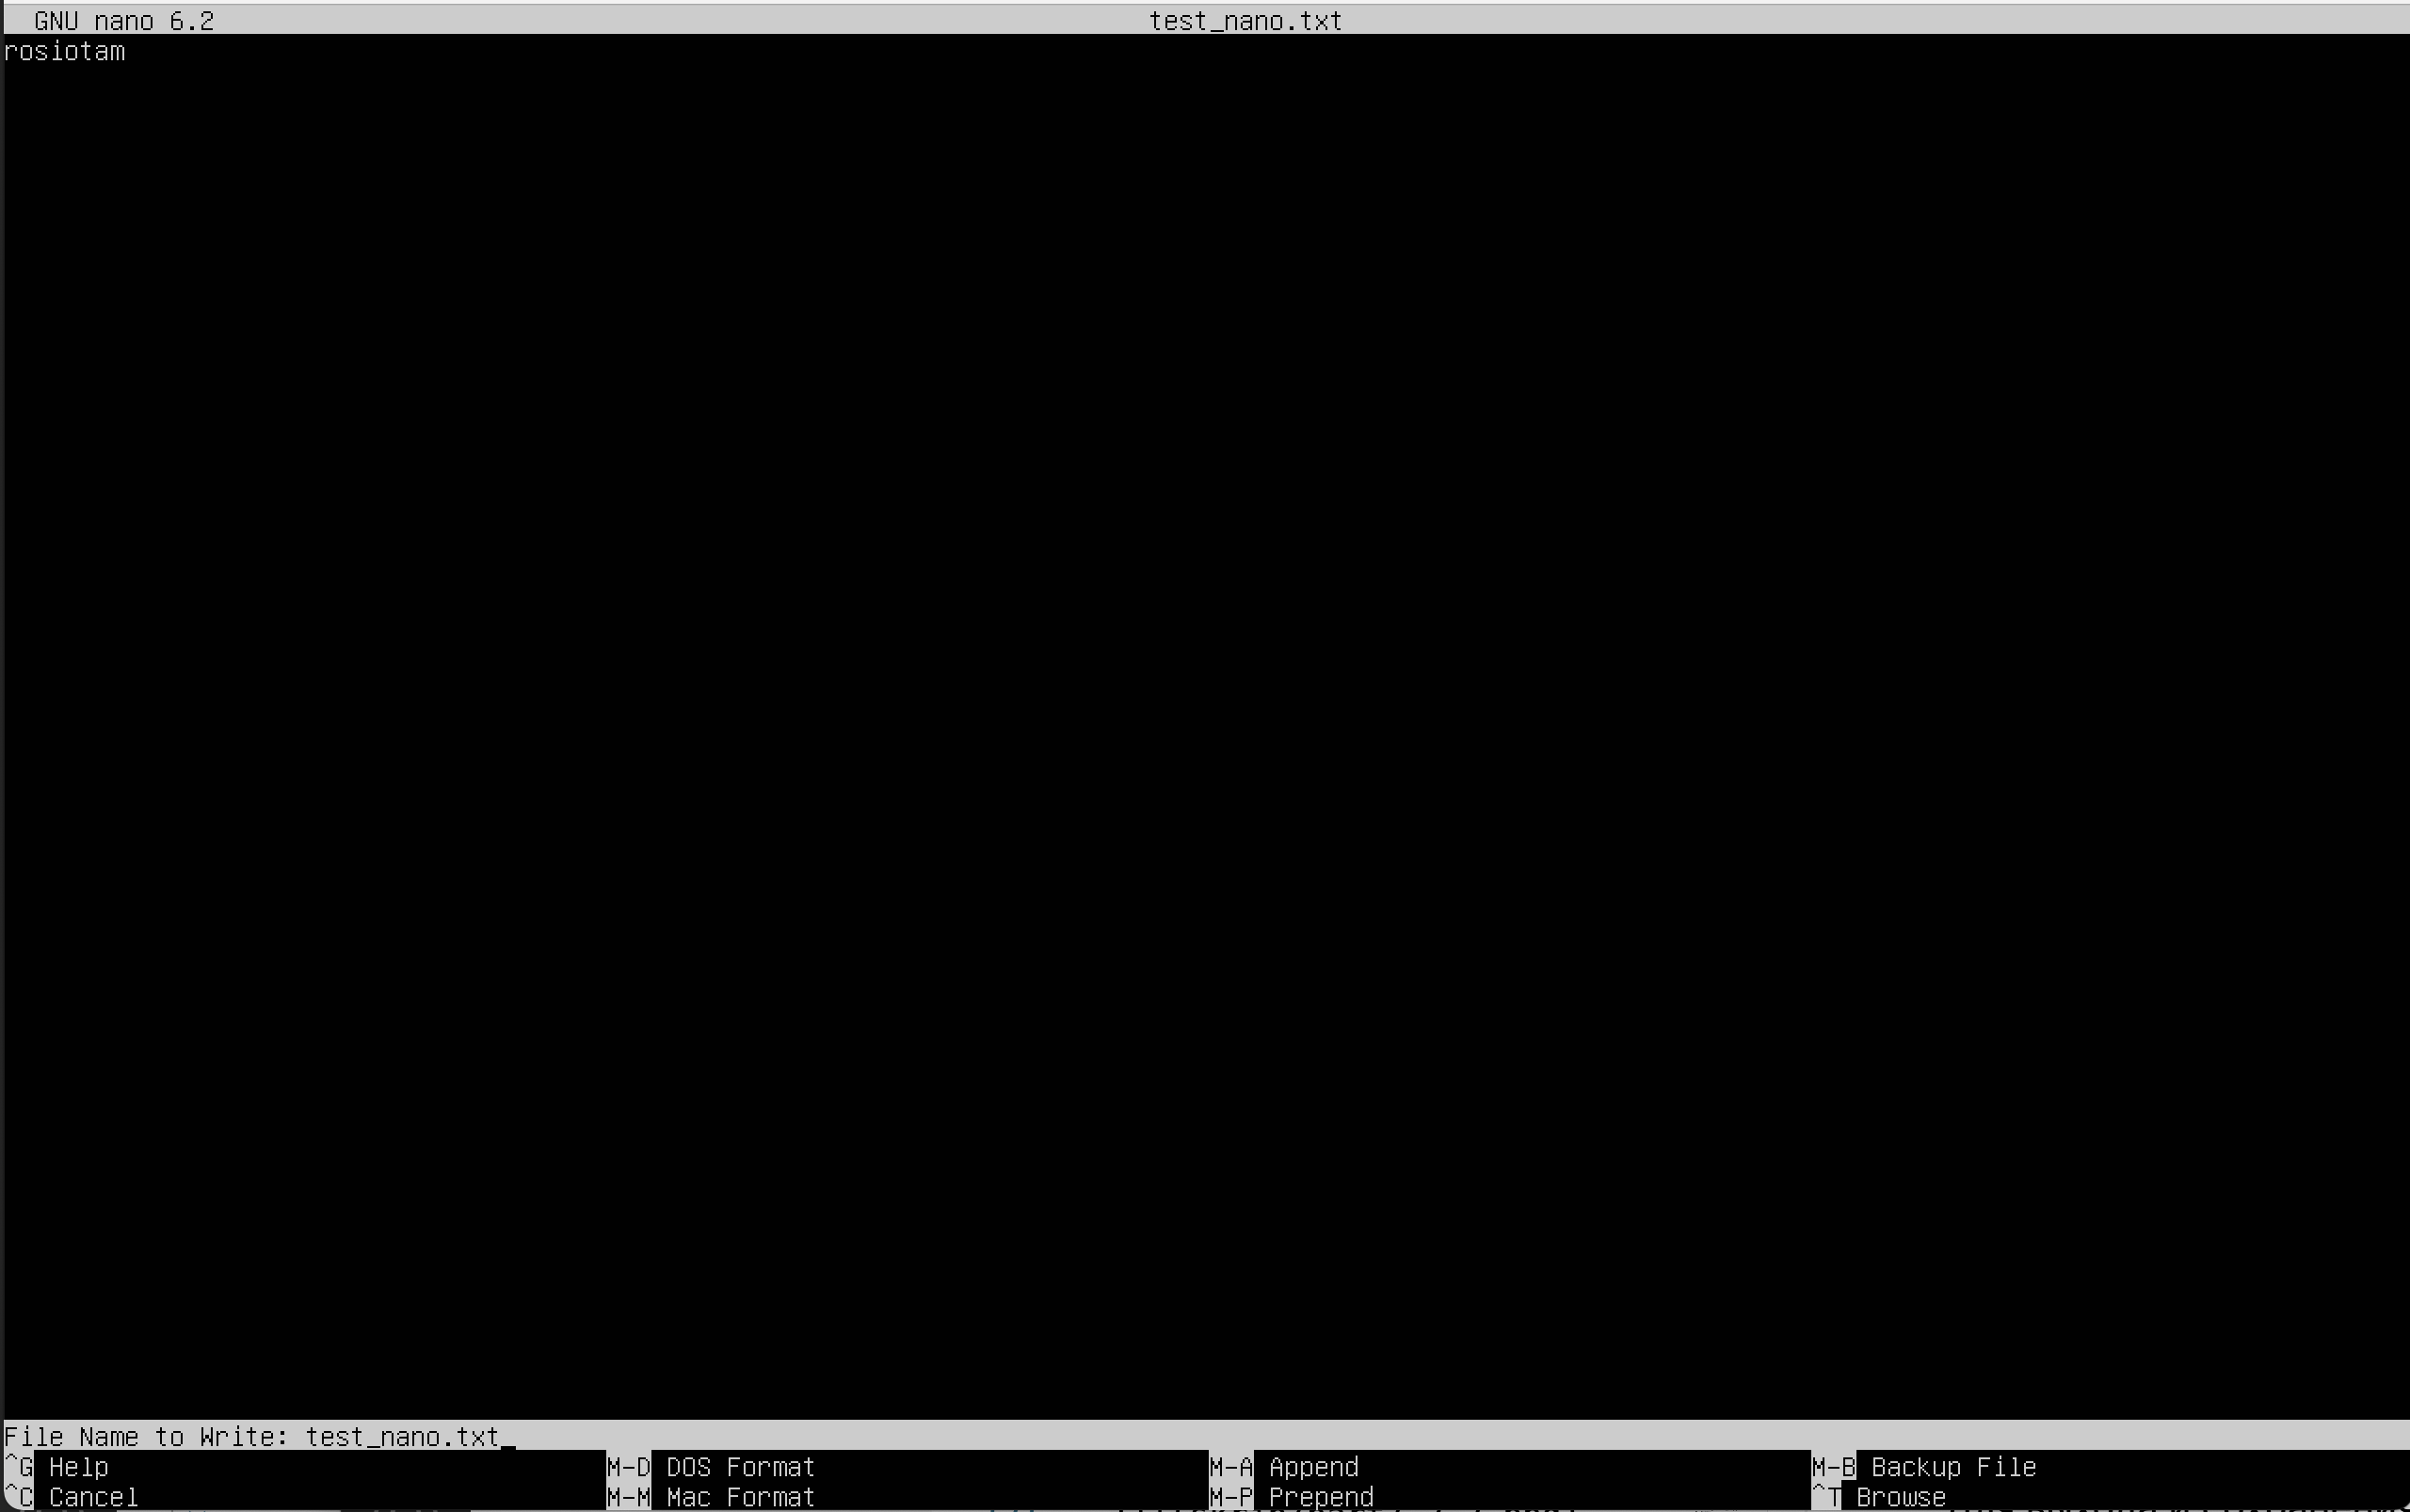 GNU nano 6.2 test_nano.txt
rosiotam
File Name to Write: test_nano.txt
^G Help M-D DOS Format M-A Append M-B Backup File
^C Cancel M-M Mac Format M-P Prepend ^T Browse